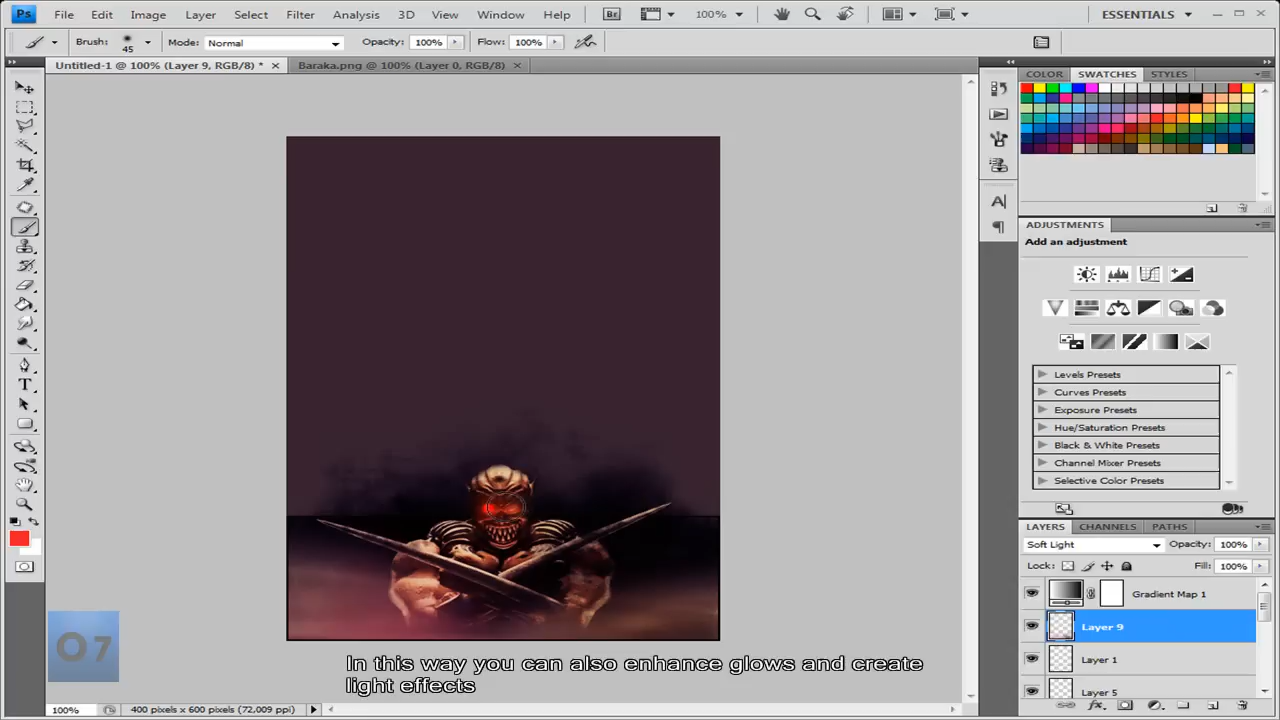 Ps File Edit Image Layer Select Filter Analysis 3D View Window Help Br 100% ESSENTIALS
Brush: 45 Mode: Normal Opacity: 100% Flow: 100%
Untitled-1 @ 100% (Layer 9, RGB/8) * Baraka.png @ 100% (Layer 0, RGB/8)
COLOR SWATCHES STYLES
ADJUSTMENTS
Add an adjustment
Levels Presets
Curves Presets
Exposure Presets
Hue/Saturation Presets
Black & White Presets
Channel Mixer Presets
Selective Color Presets
LAYERS CHANNELS PATHS
Soft Light Opacity: 100%
Lock: Fill: 100%
Gradient Map 1
Layer 9
Layer 1
Layer 5
07
In this way you can also enhance glows and create
light effects
100% 400 pixels x 600 pixels (72,009 ppi)